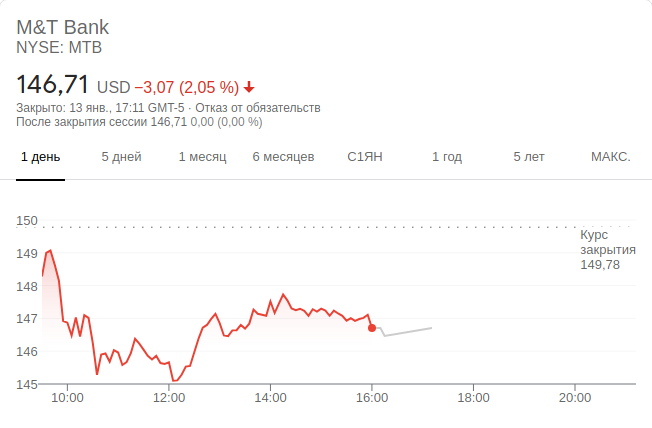 M&T Bank
NYSE: MTB
146,71 USD −3,07 (2,05 %)
Закрыто: 13 янв., 17:11 GMT-5 · Отказ от обязательств
После закрытия сессии 146,71 0,00 (0,00 %)
1 день 5 дней 1 месяц 6 месяцев С1ЯН 1 год 5 лет МАКС.
150
Курс
закрытия
149,78
149
148
147
146
145
10:00 12:00 14:00 16:00 18:00 20:00